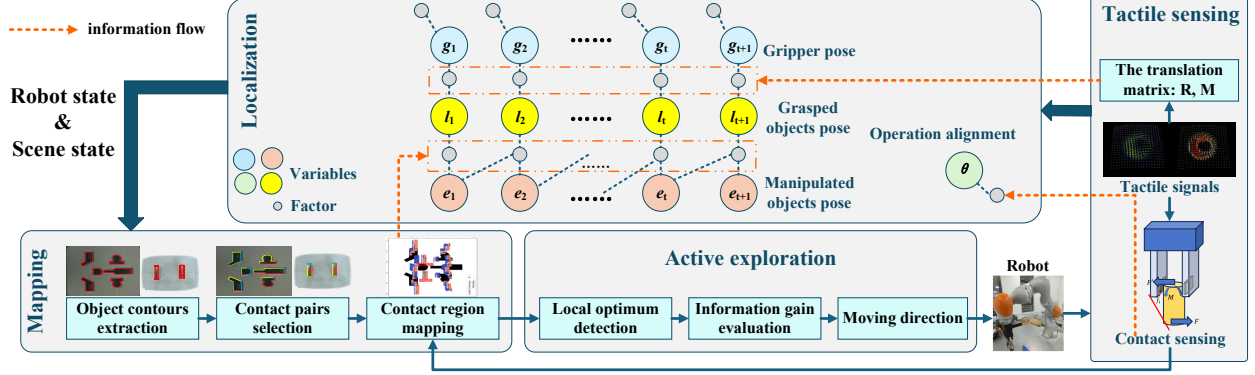 information flow
Robot state
&
Scene state
Localization
g1
g2
......
gt
gt+1
Gripper pose
l1
l2
......
lt
lt+1
Grasped
objects pose
......
e1
e2
......
et
et+1
Manipulated
objects pose
Variables
Factor
Operation alignment
θ
Tactile sensing
The translation
matrix: R, M
Tactile signals
F
M
F
Contact sensing
Mapping
Object contours
extraction
Contact pairs
selection
Contact region
mapping
Active exploration
Local optimum
detection
Information gain
evaluation
Moving direction
Robot